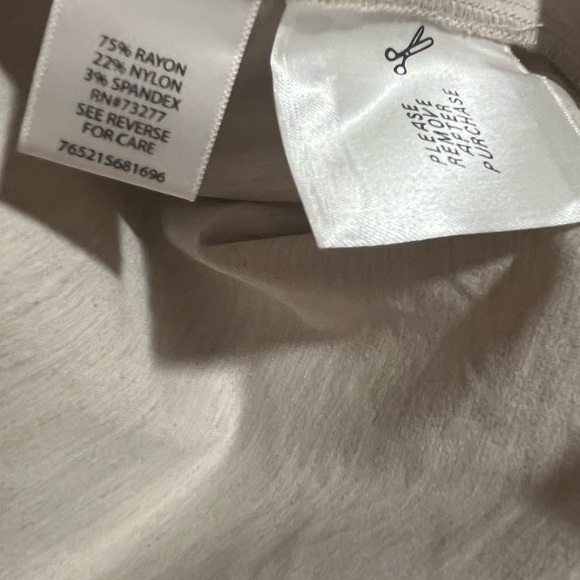 75% RAYON
22% NYLON
3% SPANDEX
RN#73277
SEE REVERSE
FOR CARE
765215681696
PLEASE
REMOVE
AFTER
PURCHASE